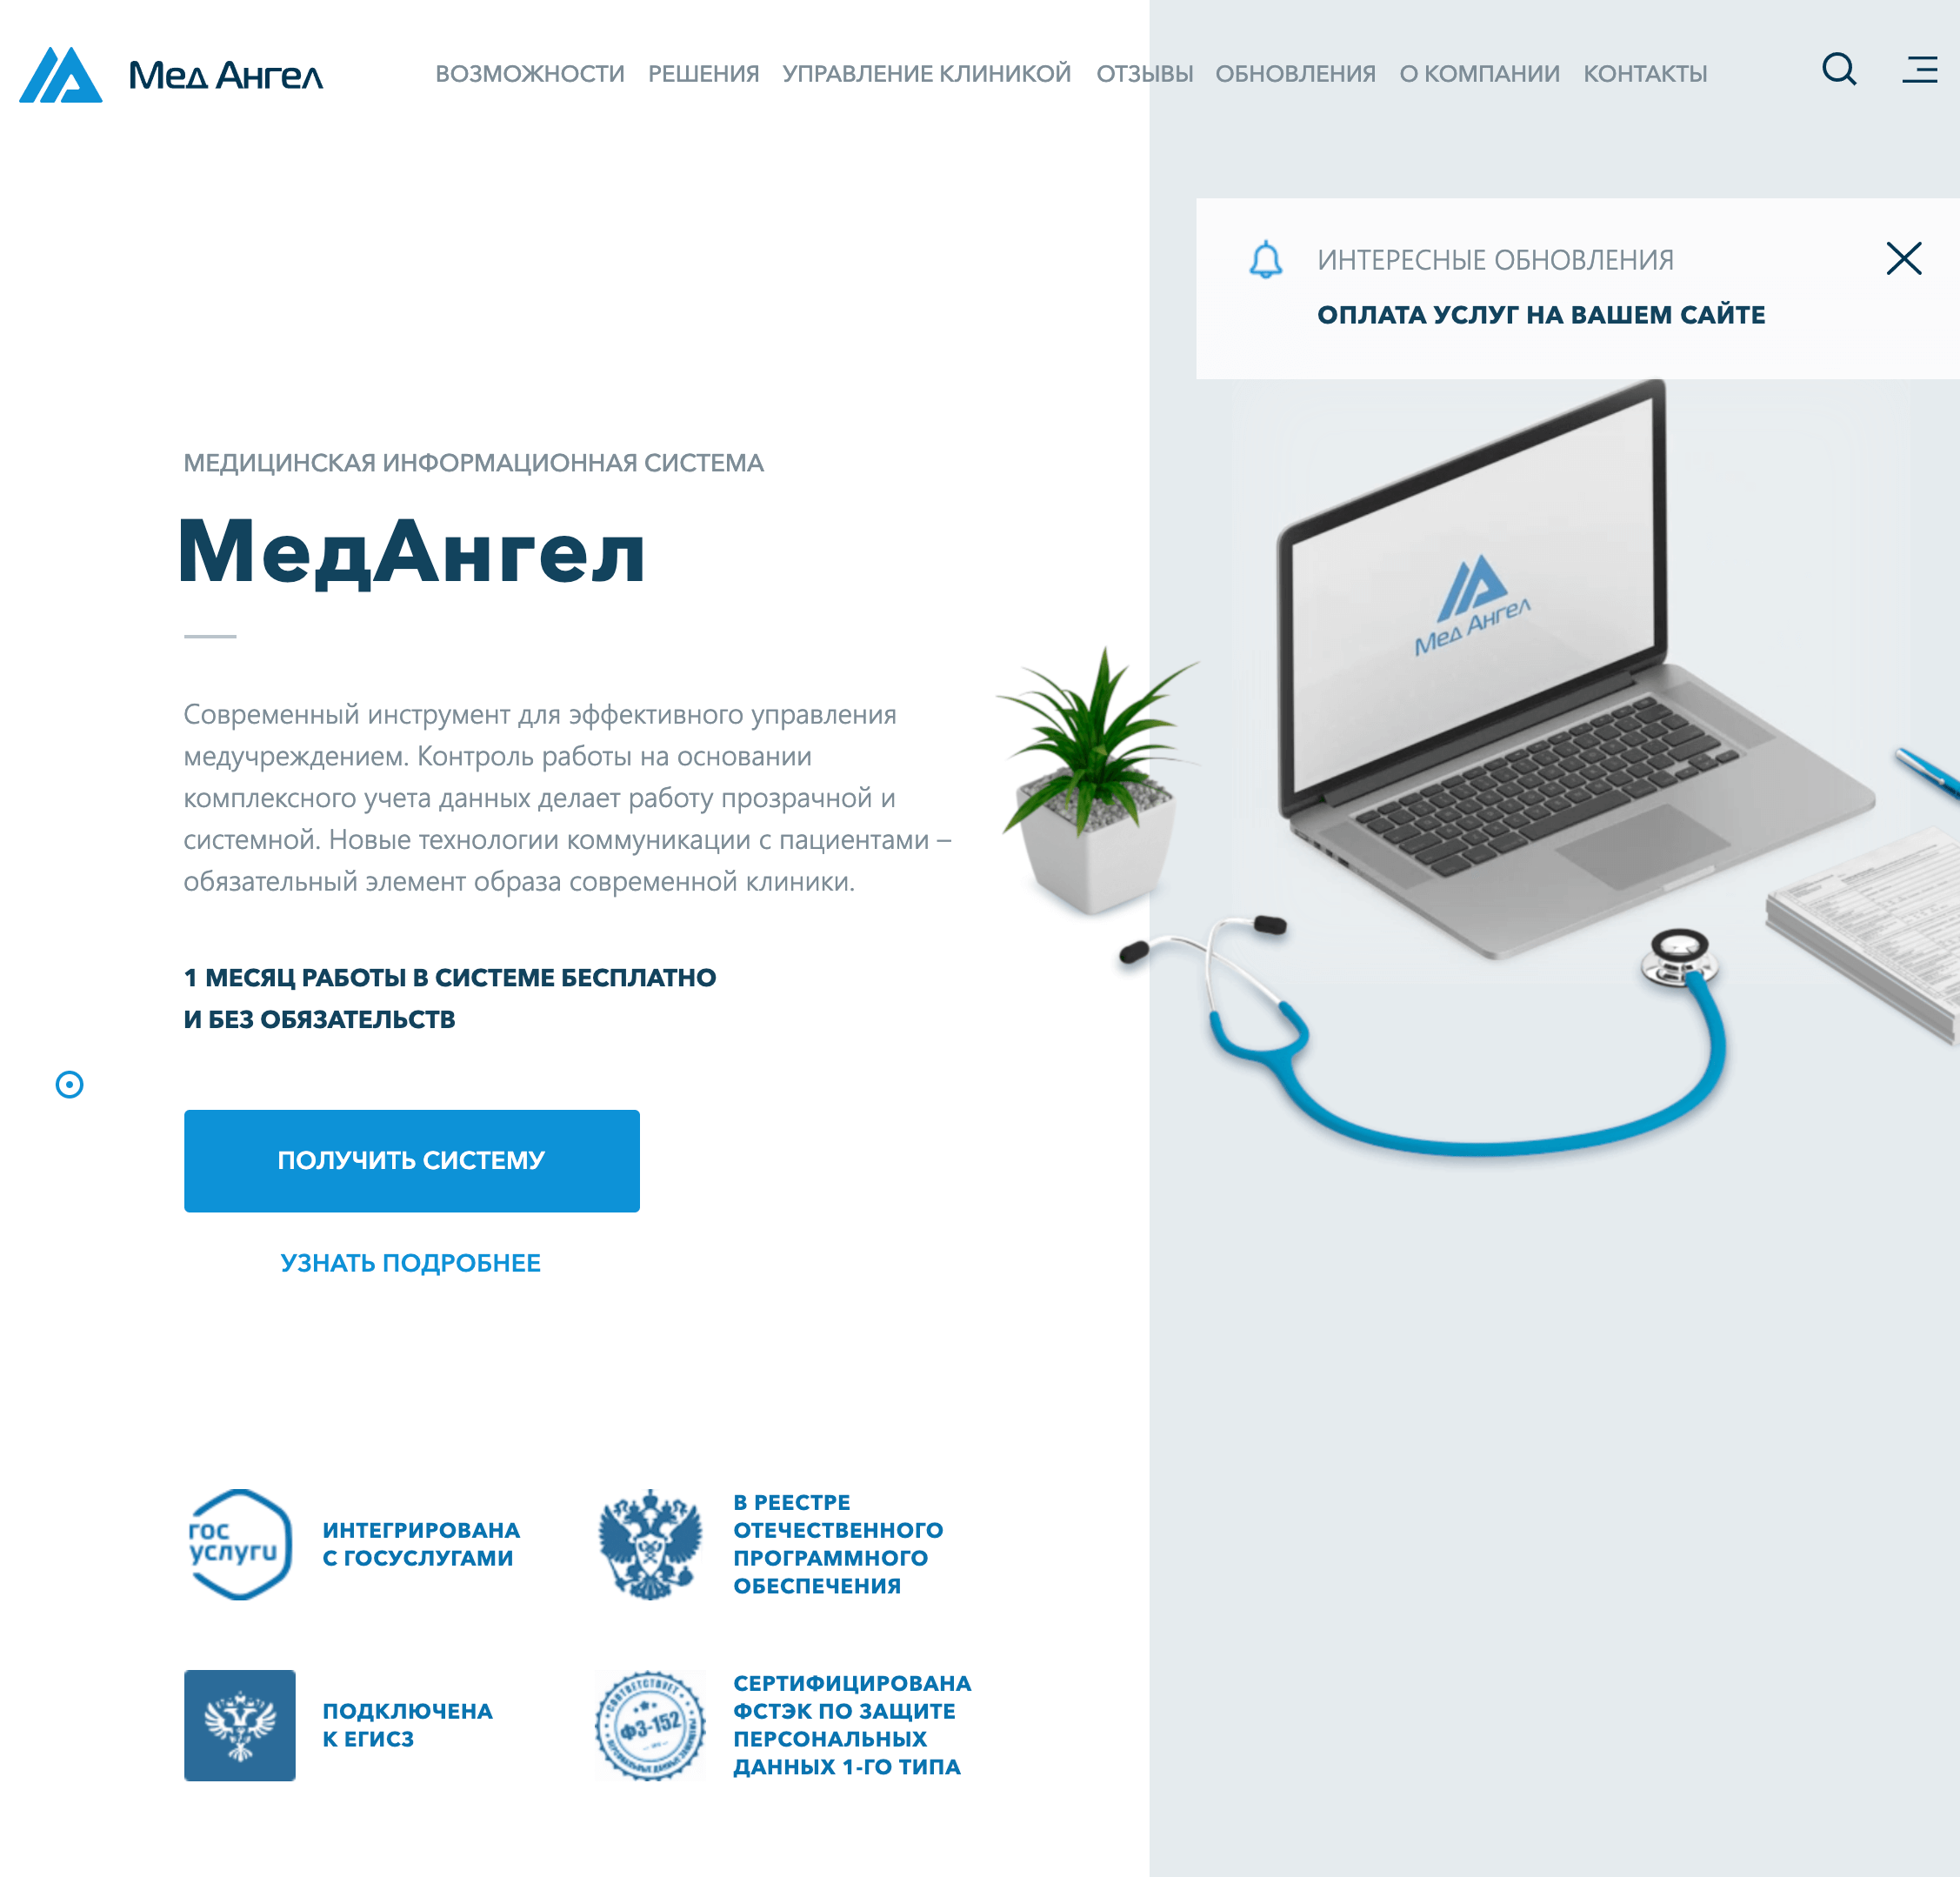 Мед Ангел
ВОЗМОЖНОСТИ РЕШЕНИЯ УПРАВЛЕНИЕ КЛИНИКОЙ ОТЗЫВЫ ОБНОВЛЕНИЯ О КОМПАНИИ КОНТАКТЫ
ИНТЕРЕСНЫЕ ОБНОВЛЕНИЯ
ОПЛАТА УСЛУГ НА ВАШЕМ САЙТЕ
МЕДИЦИНСКАЯ ИНФОРМАЦИОННАЯ СИСТЕМА
МедАнгел
Современный инструмент для эффективного управления
медучреждением. Контроль работы на основании
комплексного учета данных делает работу прозрачной и
системной. Новые технологии коммуникации с пациентами –
обязательный элемент образа современной клиники.
1 МЕСЯЦ РАБОТЫ В СИСТЕМЕ БЕСПЛАТНО
И БЕЗ ОБЯЗАТЕЛЬСТВ
ПОЛУЧИТЬ СИСТЕМУ
УЗНАТЬ ПОДРОБНЕЕ
Мед Ангел
гос
услуги
ИНТЕГРИРОВАНА
С ГОСУСЛУГАМИ
В РЕЕСТРЕ
ОТЕЧЕСТВЕННОГО
ПРОГРАММНОГО
ОБЕСПЕЧЕНИЯ
ПОДКЛЮЧЕНА
К ЕГИСЗ
СООТВЕТСТВУЕТ
ФЗ-152
СЕРТИФИЦИРОВАНА
ФСТЭК ПО ЗАЩИТЕ
ПЕРСОНАЛЬНЫХ
ДАННЫХ 1-ГО ТИПА